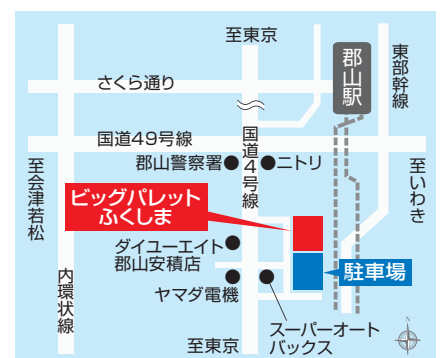 至東京
郡山駅
東部幹線
さくら通り
国道49号線
国道4号線
郡山警察署
ニトリ
至会津若松
至いわき
ビッグパレット
ふくしま
ダイユーエイト
郡山安積店
駐車場
内環状線
ヤマダ電機
スーパーオート
バックス
至東京
N